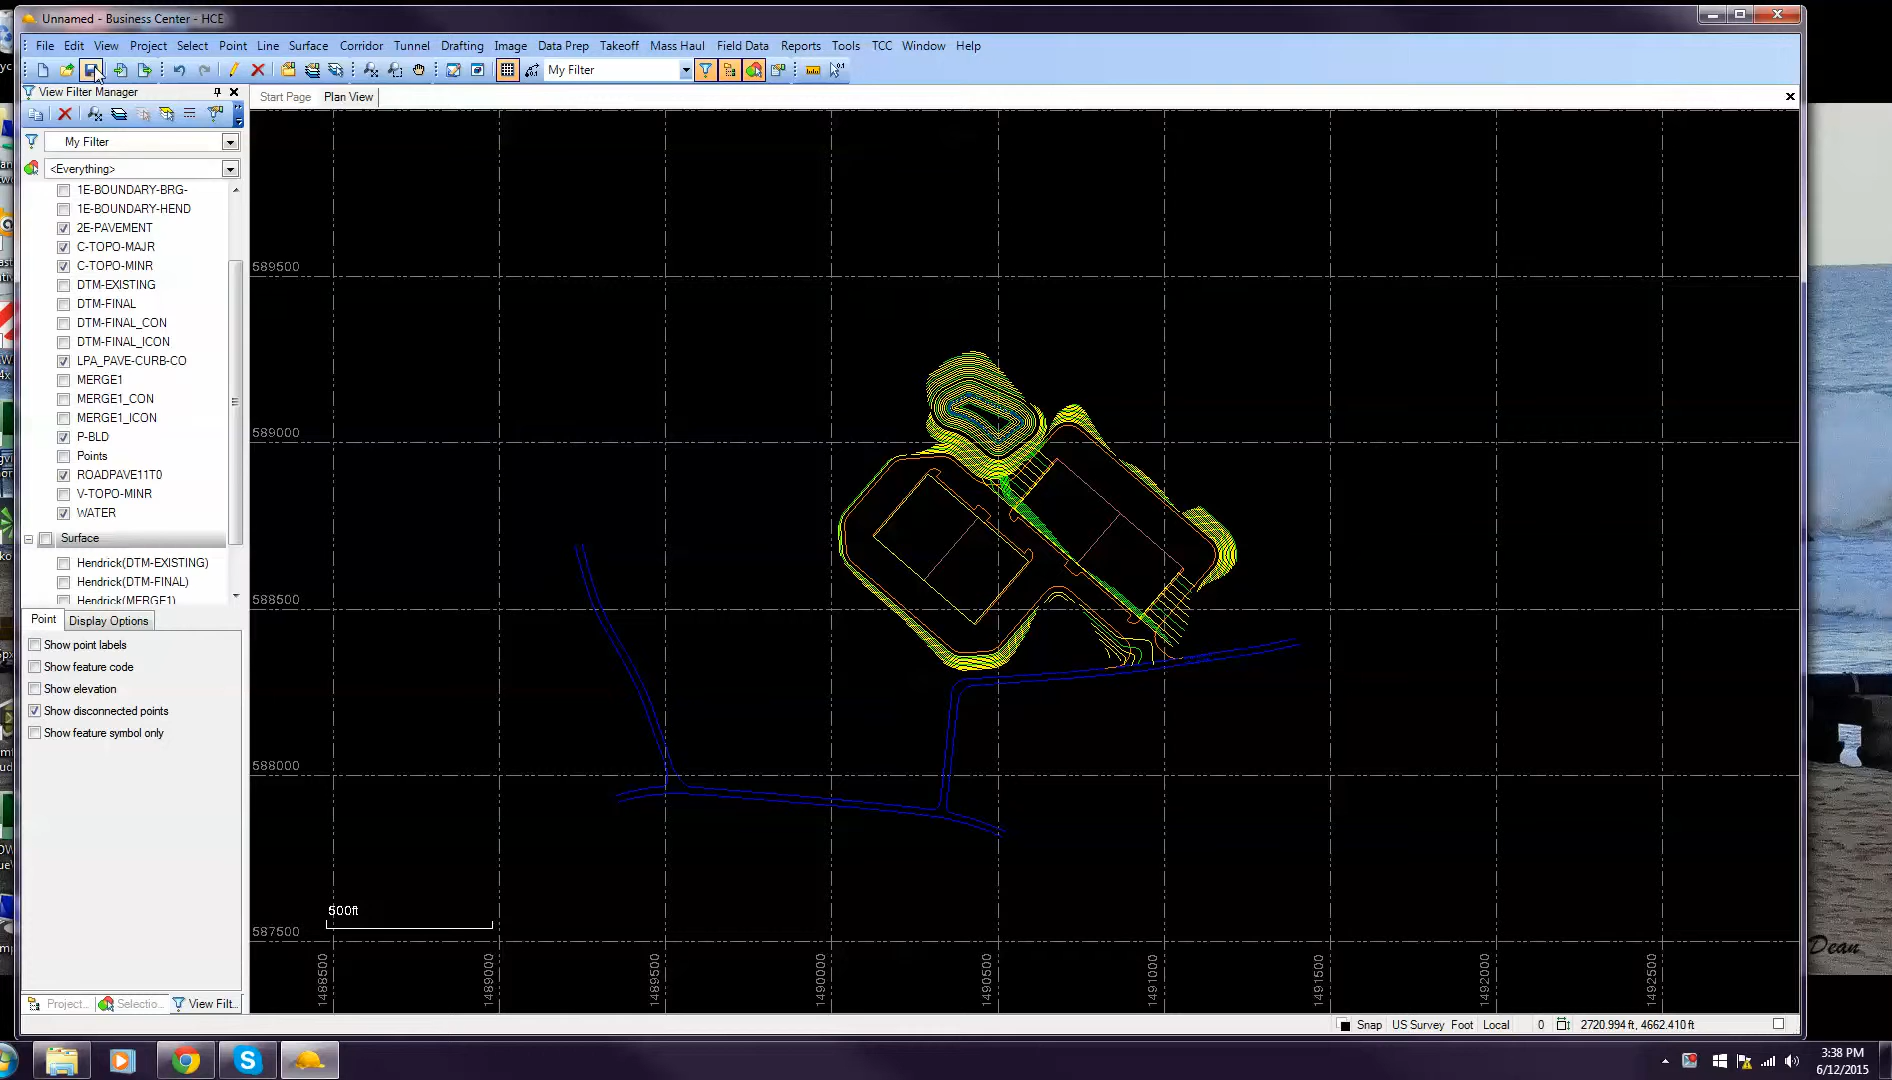 Unnamed - Business Center - HCE
File Edit View Project Select Point Line Surface Corridor Tunnel Drafting Image Data Prep Takeoff Mass Haul Field Data Reports Tools TCC Window Help
My Filter
View Filter Manager
Start Page Plan View
My Filter
<Everything>
1E-BOUNDARY-BRG-
1E-BOUNDARY-HEND
2E-PAVEMENT
C-TOPO-MAJR
C-TOPO-MINR
DTM-EXISTING
DTM-FINAL
DTM-FINAL_CON
DTM-FINAL_ICON
LPA_PAVE-CURB-CO
MERGE1
MERGE1_CON
MERGE1_ICON
P-BLD
Points
ROADPAVE11T0
V-TOPO-MINR
WATER
Surface
Hendrick(DTM-EXISTING)
Hendrick(DTM-FINAL)
Hendrick(MERGE1)
Point Display Options
Show point labels
Show feature code
Show elevation
Show disconnected points
Show feature symbol only
Project... Selectio... View Filt...
589500
589000
588500
588000
587500
500ft
1488500 1489000 1489500 1490000 1490500 1491000 1491500 1492000 1492500
Snap US Survey Foot Local 0 2720.994 ft, 4662.410 ft
Dean
3:38 PM
6/12/2015